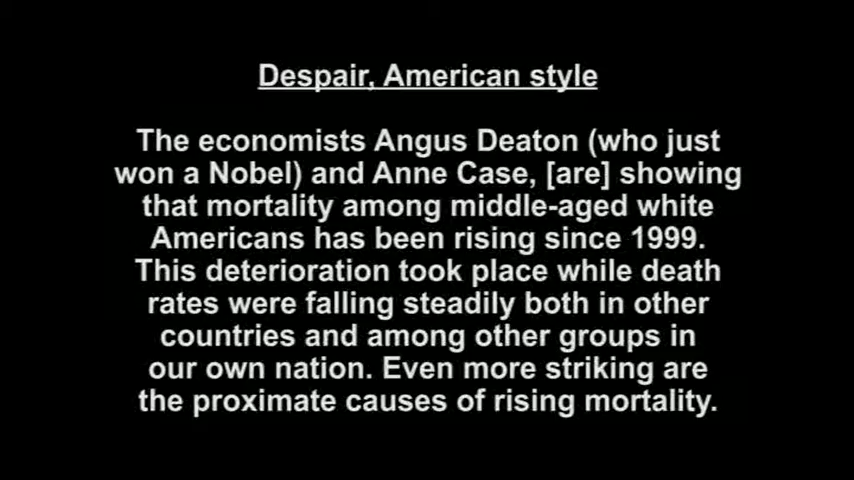 Despair, American style
The economists Angus Deaton (who just
won a Nobel) and Anne Case, [are] showing
that mortality among middle-aged white
Americans has been rising since 1999.
This deterioration took place while death
rates were falling steadily both in other
countries and among other groups in
our own nation. Even more striking are
the proximate causes of rising mortality.